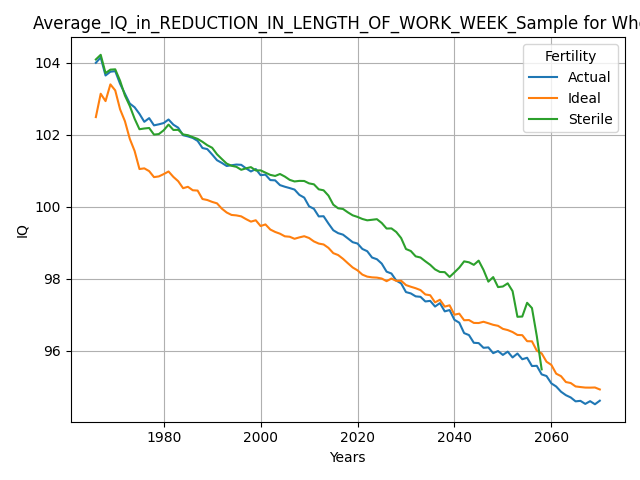 Average_IQ_in_REDUCTION_IN_LENGTH_OF_WORK_WEEK_Sample for Wh
Fertility
Actual
Ideal
Sterile
IQ
104
102
100
98
96
1980
2000
2020
2040
2060
Years